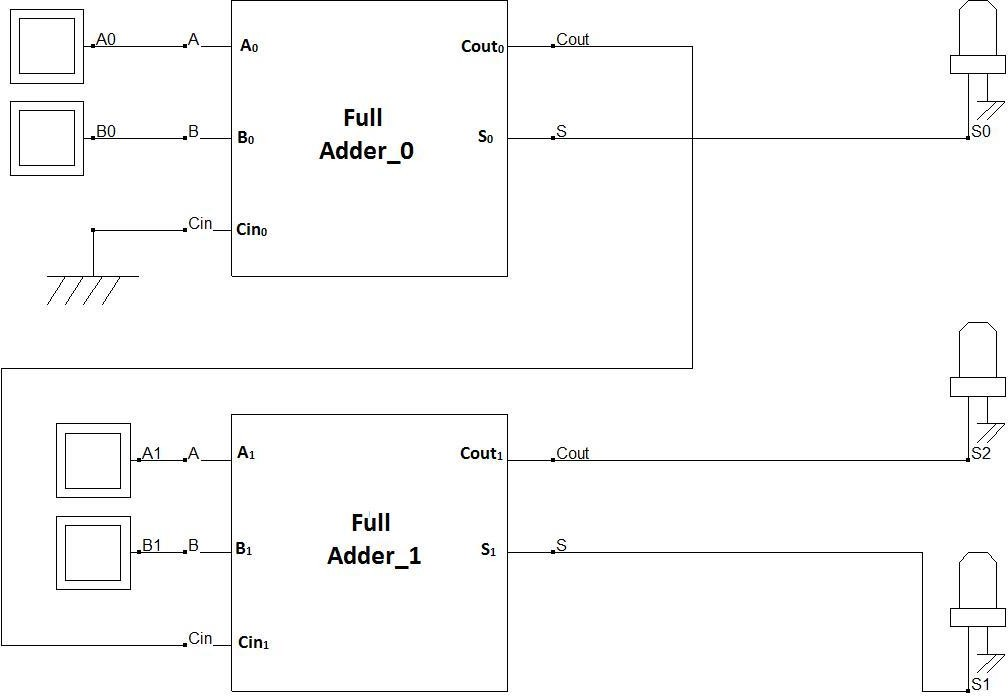 A0 A A₀ Cout₀ Cout
Full
B0 B B₀ Adder_0 S₀ S S0
Cin Cin₀
A1 A A₁ Cout₁ Cout S2
Full
B1 B B₁ Adder_1 S₁ S
Cin Cin₁
S1